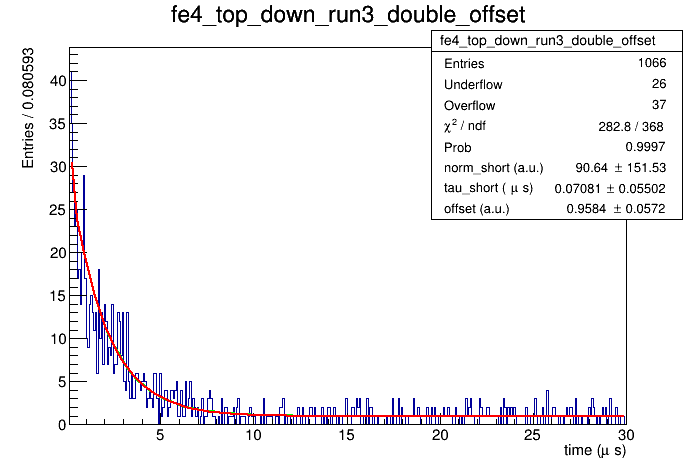 fe4_top_down_run3_double_offset
fe4_top_down_run3_double_offset
Entries 1066
Underflow 26
Overflow 37
χ² / ndf 282.8 / 368
Prob 0.9997
norm_short (a.u.) 90.64 ± 151.53
tau_short ( μ s) 0.07081 ± 0.05502
offset (a.u.) 0.9584 ± 0.0572
Entries / 0.080593
40
35
30
25
20
15
10
5
0
5 10 15 20 25 30
time (μ s)